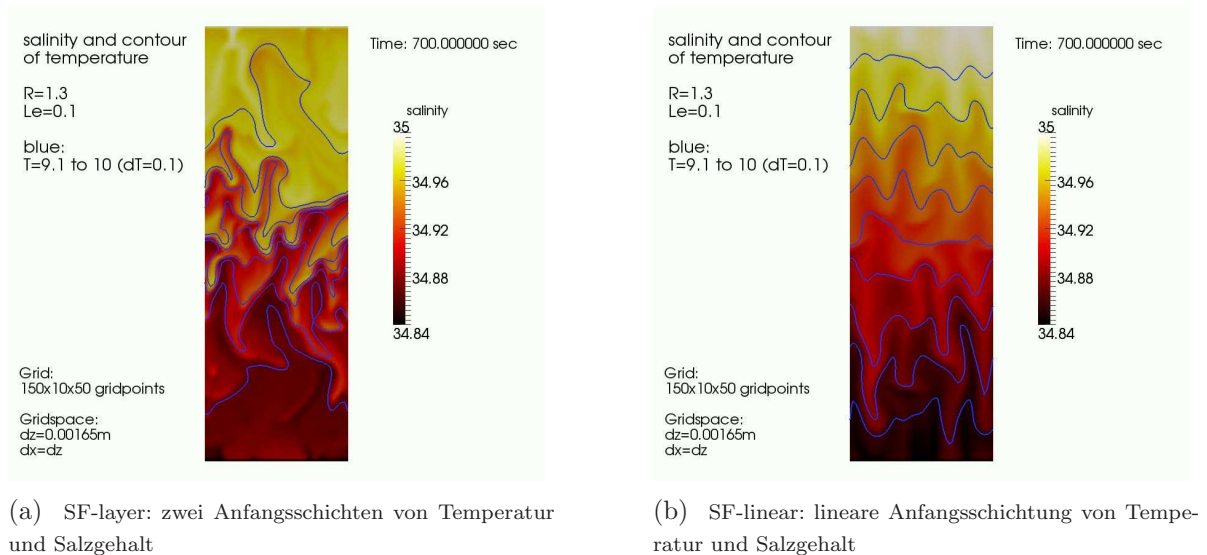 salinity and contour
of temperature
R=1.3
Le=0.1
blue:
T=9.1 to 10 (dT=0.1)
Grid:
150x10x50 gridpoints
Gridspace:
dz=0.00165m
dx=dz
Time: 700.000000 sec
salinity
35
34.96
34.92
34.88
34.84
(a) SF-layer: zwei Anfangsschichten von Temperatur
und Salzgehalt
salinity and contour
of temperature
R=1.3
Le=0.1
blue:
T=9.1 to 10 (dT=0.1)
Grid:
150x10x50 gridpoints
Gridspace:
dz=0.00165m
dx=dz
Time: 700.000000 sec
salinity
35
34.96
34.92
34.88
34.84
(b) SF-linear: lineare Anfangsschichtung von Tempe-
ratur und Salzgehalt